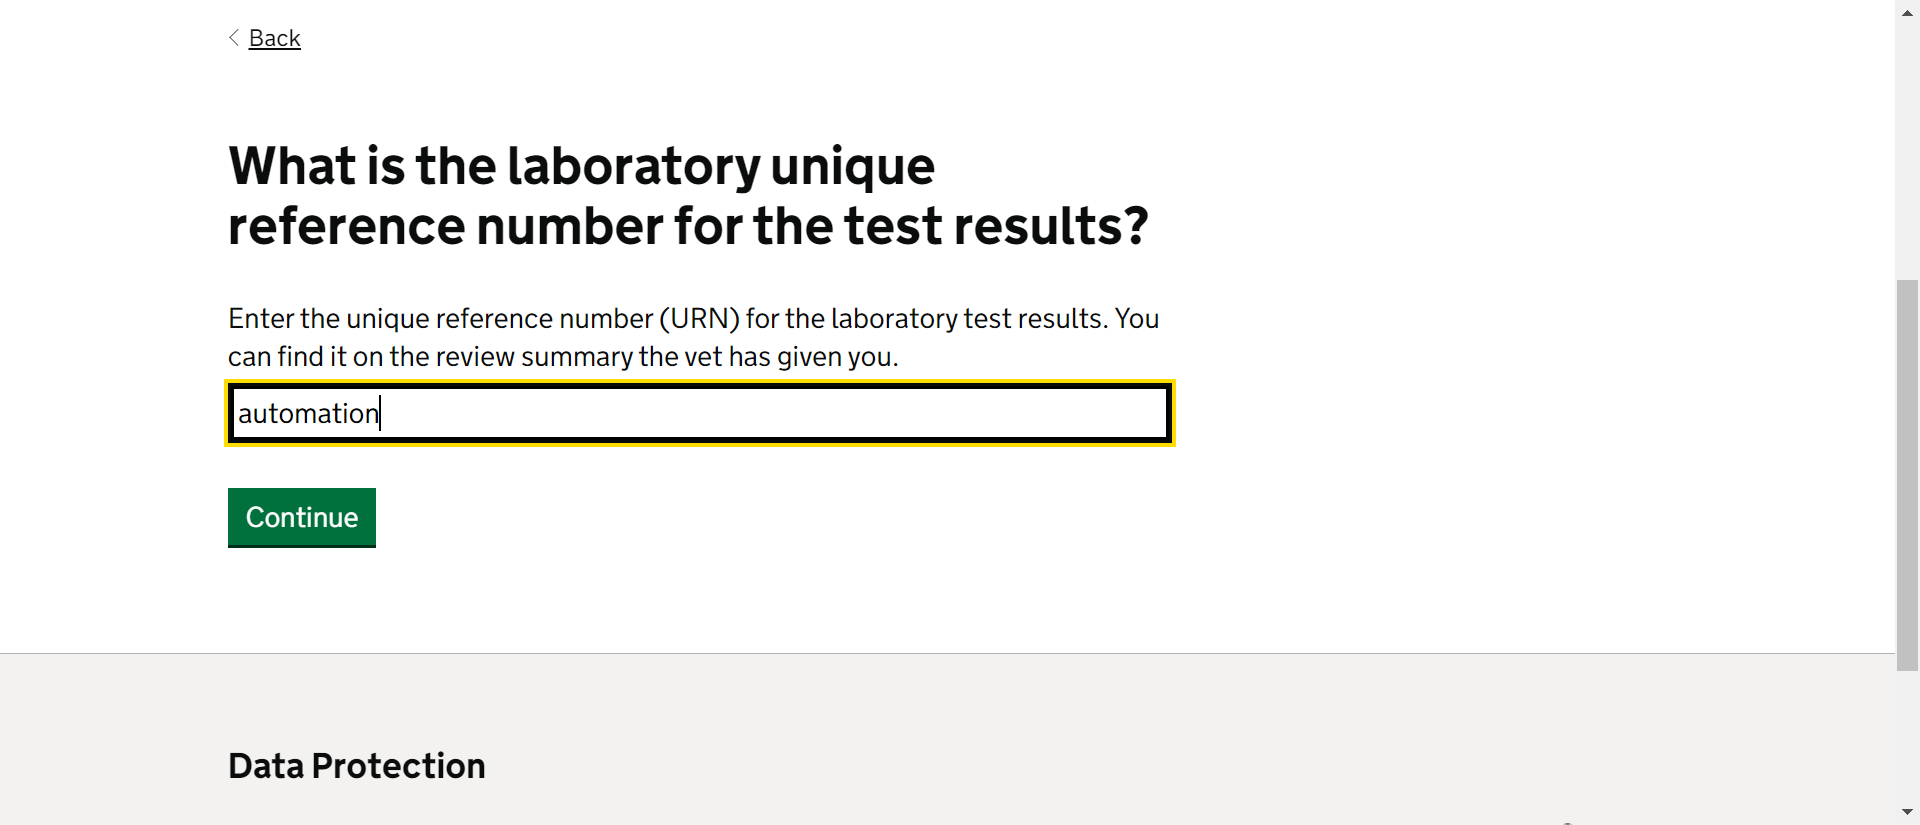 Back
What is the laboratory unique
reference number for the test results?
Enter the unique reference number (URN) for the laboratory test results. You
can find it on the review summary the vet has given you.
automation
Continue
Data Protection